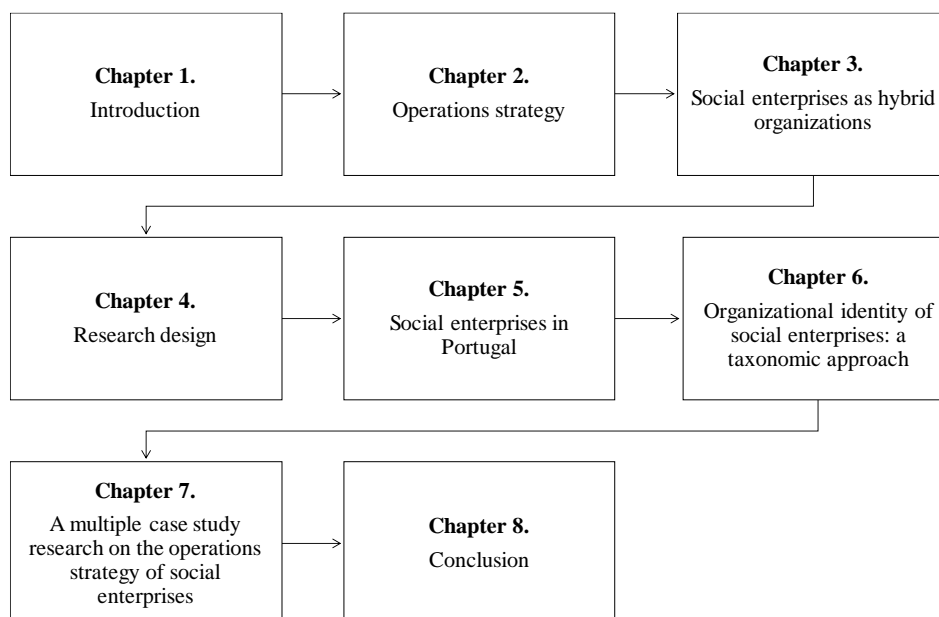 Chapter 1.
Introduction
Chapter 2.
Operations strategy
Chapter 3.
Social enterprises as hybrid
organizations
Chapter 4.
Research design
Chapter 5.
Social enterprises in
Portugal
Chapter 6.
Organizational identity of
social enterprises: a
taxonomic approach
Chapter 7.
A multiple case study
research on the operations
strategy of social
enterprises
Chapter 8.
Conclusion